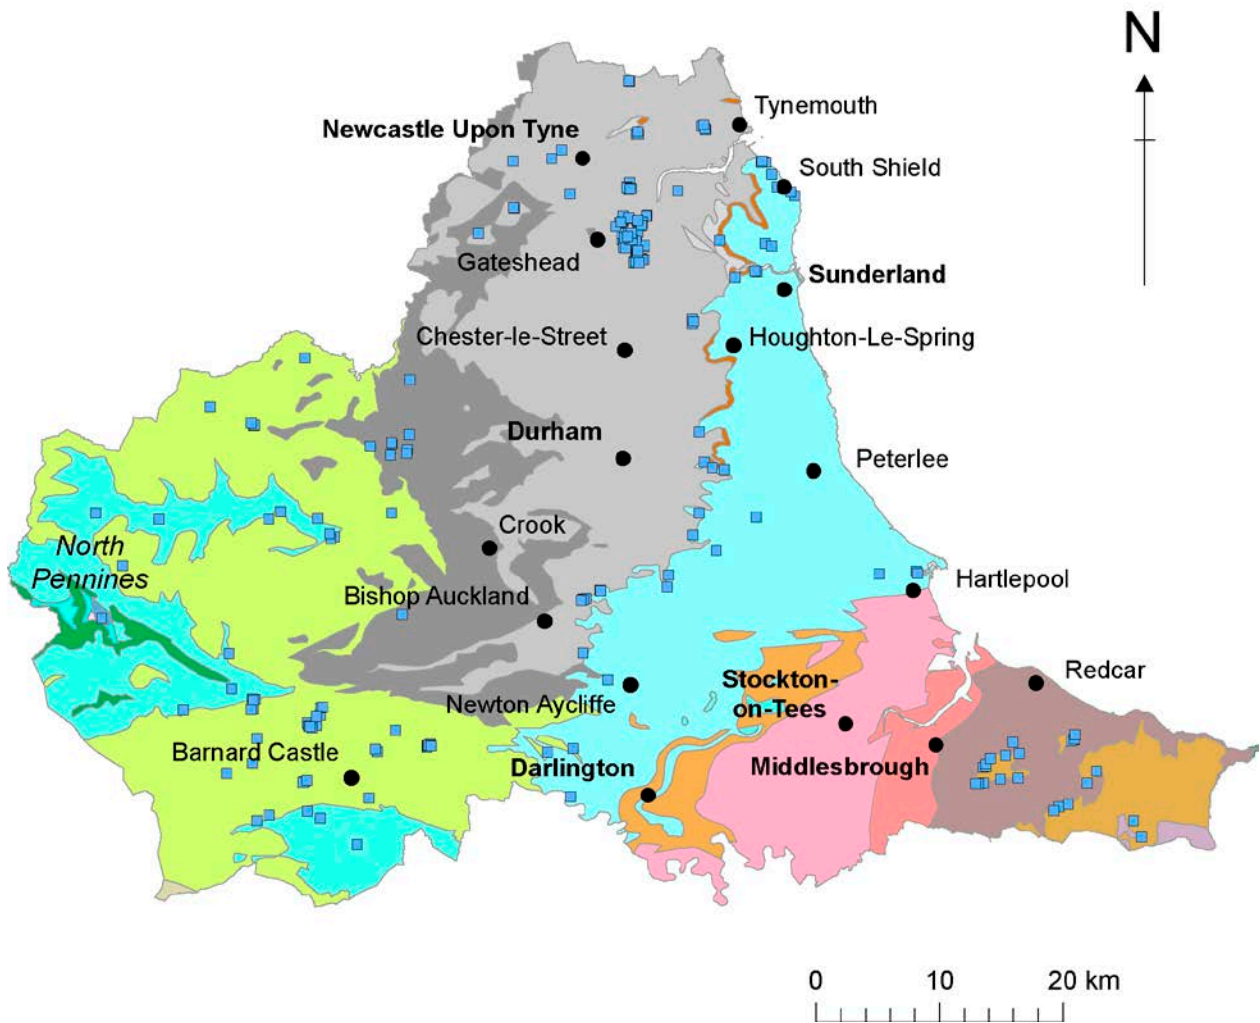 N
Tynemouth
Newcastle Upon Tyne
South Shield
Gateshead
Sunderland
Chester-le-Street
Houghton-Le-Spring
Durham
Peterlee
Crook
North
Pennines
Hartlepool
Bishop Auckland
Redcar
Stockton-
on-Tees
Newton Aycliffe
Barnard Castle
Darlington
Middlesbrough
0 10 20 km